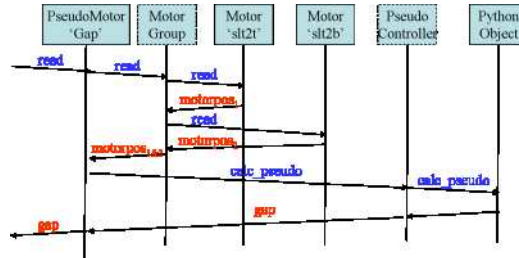 PseudoMotor
'Gap'
Motor
Group
Motor
'slt2t'
Motor
'slt2b'
Pseudo
Controller
Python
Object
read
read
read
motorpos
read
motorpos
motorpos
calc_pseudo
calc_pseudo
gap
gap